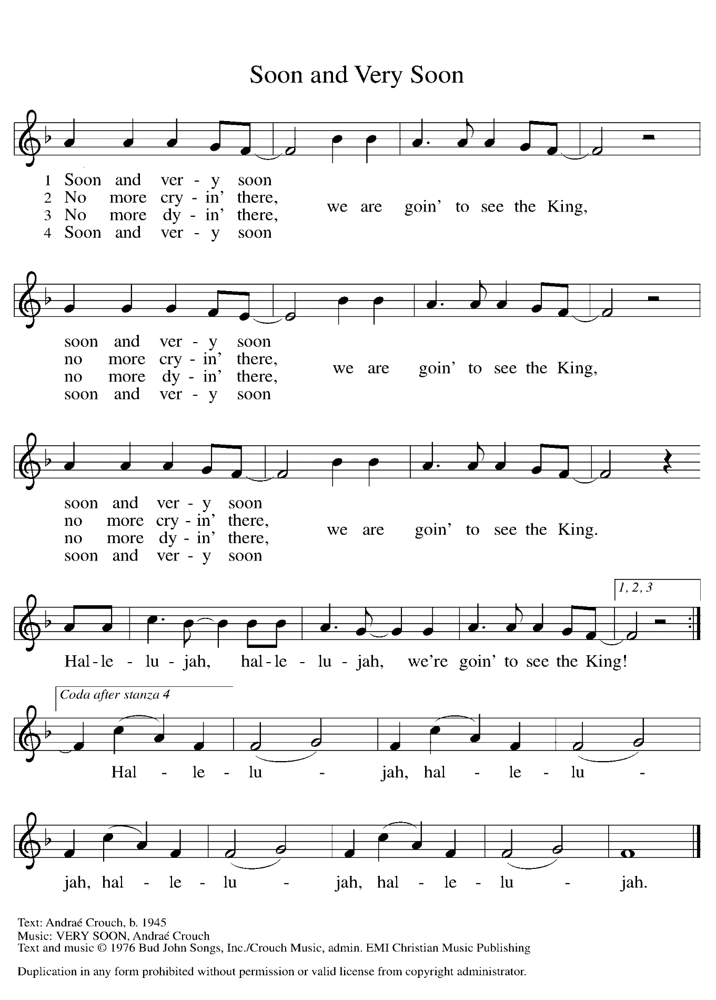 Soon and Very Soon
1 Soon and ver - y soon
2 No more cry - in' there,
3 No more dy - in' there,
4 Soon and ver - y soon
we are goin' to see the King,
soon and ver - y soon
no more cry - in' there,
no more dy - in' there,
soon and ver - y soon
we are goin' to see the King,
soon and ver - y soon
no more cry - in' there,
no more dy - in' there,
soon and ver - y soon
we are goin' to see the King.
1, 2, 3
Hal - le - lu - jah, hal - le - lu - jah, we're goin' to see the King!
Coda after stanza 4
Hal - le - lu - jah, hal - le - lu -
jah, hal - le - lu - jah, hal - le - lu - jah.
Text: Andraé Crouch, b. 1945
Music: VERY SOON, Andraé Crouch
Text and music © 1976 Bud John Songs, Inc./Crouch Music, admin. EMI Christian Music Publishing
Duplication in any form prohibited without permission or valid license from copyright administrator.